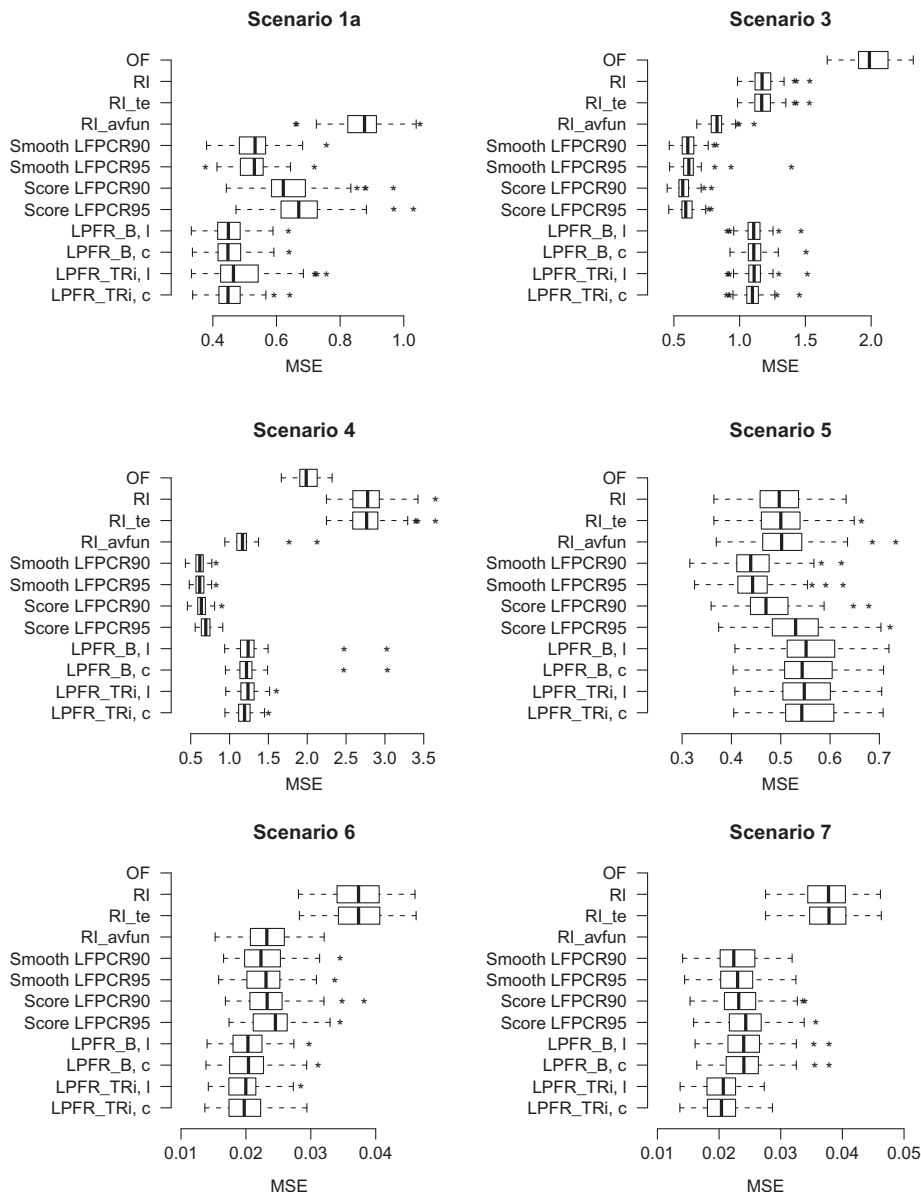 Scenario 1a
OF
RI
RI_te
RI_avfun
Smooth LFPCR90
Smooth LFPCR95
Score LFPCR90
Score LFPCR95
LPFR_B, l
LPFR_B, c
LPFR_TRi, l
LPFR_TRi, c
0.4 0.6 0.8 1.0
MSE
Scenario 3
OF
RI
RI_te
RI_avfun
Smooth LFPCR90
Smooth LFPCR95
Score LFPCR90
Score LFPCR95
LPFR_B, l
LPFR_B, c
LPFR_TRi, l
LPFR_TRi, c
0.5 1.0 1.5 2.0
MSE
Scenario 4
OF
RI
RI_te
RI_avfun
Smooth LFPCR90
Smooth LFPCR95
Score LFPCR90
Score LFPCR95
LPFR_B, l
LPFR_B, c
LPFR_TRi, l
LPFR_TRi, c
0.5 1.0 1.5 2.0 2.5 3.0 3.5
MSE
Scenario 5
OF
RI
RI_te
RI_avfun
Smooth LFPCR90
Smooth LFPCR95
Score LFPCR90
Score LFPCR95
LPFR_B, l
LPFR_B, c
LPFR_TRi, l
LPFR_TRi, c
0.3 0.4 0.5 0.6 0.7
MSE
Scenario 6
OF
RI
RI_te
RI_avfun
Smooth LFPCR90
Smooth LFPCR95
Score LFPCR90
Score LFPCR95
LPFR_B, l
LPFR_B, c
LPFR_TRi, l
LPFR_TRi, c
0.01 0.02 0.03 0.04
MSE
Scenario 7
OF
RI
RI_te
RI_avfun
Smooth LFPCR90
Smooth LFPCR95
Score LFPCR90
Score LFPCR95
LPFR_B, l
LPFR_B, c
LPFR_TRi, l
LPFR_TRi, c
0.01 0.02 0.03 0.04 0.05
MSE